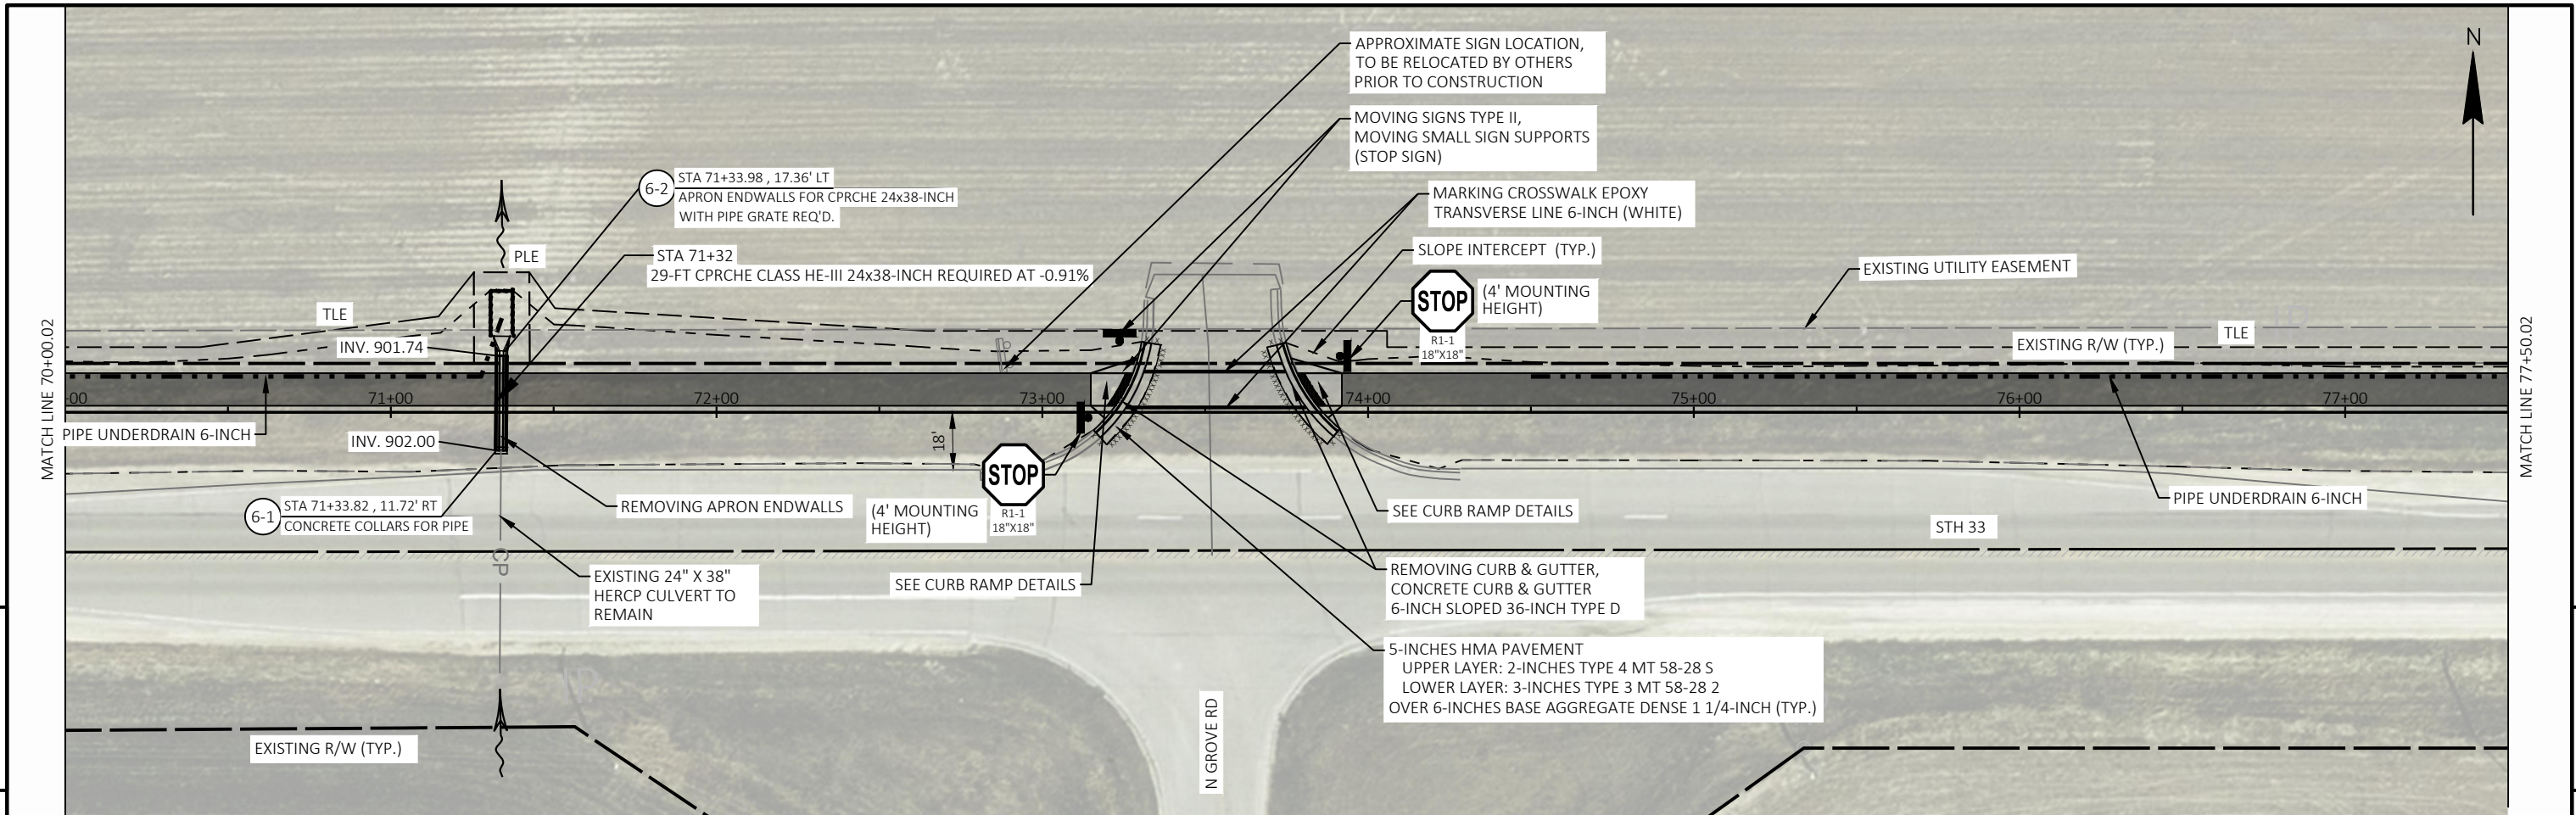 APPROXIMATE SIGN LOCATION,
TO BE RELOCATED BY OTHERS
PRIOR TO CONSTRUCTION
N
MOVING SIGNS TYPE II,
MOVING SMALL SIGN SUPPORTS
(STOP SIGN)
6-2
STA 71+33.98 , 17.36' LT
APRON ENDWALLS FOR CPRCHE 24x38-INCH
WITH PIPE GRATE REQ'D.
MARKING CROSSWALK EPOXY
TRANSVERSE LINE 6-INCH (WHITE)
PLE
STA 71+32
29-FT CPRCHE CLASS HE-III 24x38-INCH REQUIRED AT -0.91%
SLOPE INTERCEPT (TYP.)
EXISTING UTILITY EASEMENT
STOP
(4' MOUNTING
HEIGHT)
R1-1
18"X18"
TLE
INV. 901.74
EXISTING R/W (TYP.)
TLE
MATCH LINE 70+00.02
MATCH LINE 77+50.02
+00
71+00
72+00
73+00
74+00
75+00
76+00
77+00
PIPE UNDERDRAIN 6-INCH
INV. 902.00
18'
STOP
(4' MOUNTING
HEIGHT)
R1-1
18"X18"
6-1
STA 71+33.82 , 11.72' RT
CONCRETE COLLARS FOR PIPE
REMOVING APRON ENDWALLS
SEE CURB RAMP DETAILS
PIPE UNDERDRAIN 6-INCH
STH 33
CP
EXISTING 24" X 38"
HERCP CULVERT TO
REMAIN
SEE CURB RAMP DETAILS
REMOVING CURB & GUTTER,
CONCRETE CURB & GUTTER
6-INCH SLOPED 36-INCH TYPE D
5-INCHES HMA PAVEMENT
UPPER LAYER: 2-INCHES TYPE 4 MT 58-28 S
LOWER LAYER: 3-INCHES TYPE 3 MT 58-28 2
OVER 6-INCHES BASE AGGREGATE DENSE 1 1/4-INCH (TYP.)
N GROVE RD
EXISTING R/W (TYP.)